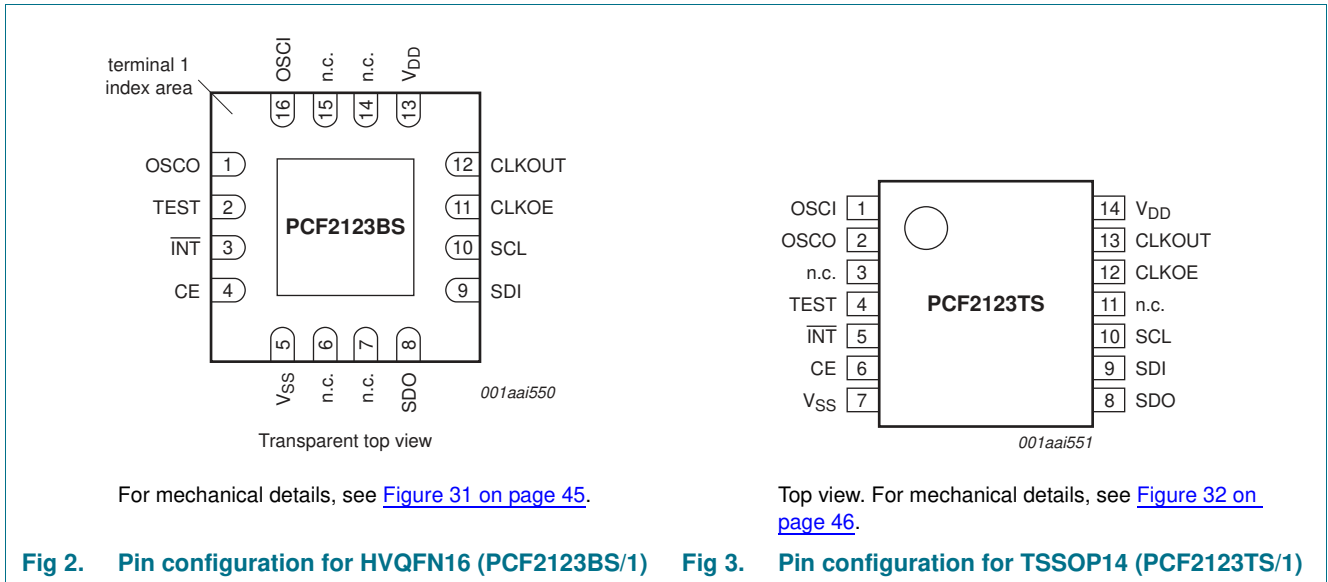 terminal 1
index area
OSCI
n.c.
n.c.
VDD
16
15
14
13
OSCO 1
12 CLKOUT
TEST 2
11 CLKOE
PCF2123BS
INT 3
10 SCL
CE 4
9 SDI
5
6
7
8
VSS
n.c.
n.c.
SDO
001aai550
Transparent top view
For mechanical details, see Figure 31 on page 45.
Fig 2. Pin configuration for HVQFN16 (PCF2123BS/1)
OSCI 1
14 VDD
OSCO 2
13 CLKOUT
n.c. 3
12 CLKOE
TEST 4
PCF2123TS
11 n.c.
INT 5
10 SCL
CE 6
9 SDI
VSS 7
8 SDO
001aai551
Top view. For mechanical details, see Figure 32 on
page 46.
Fig 3. Pin configuration for TSSOP14 (PCF2123TS/1)